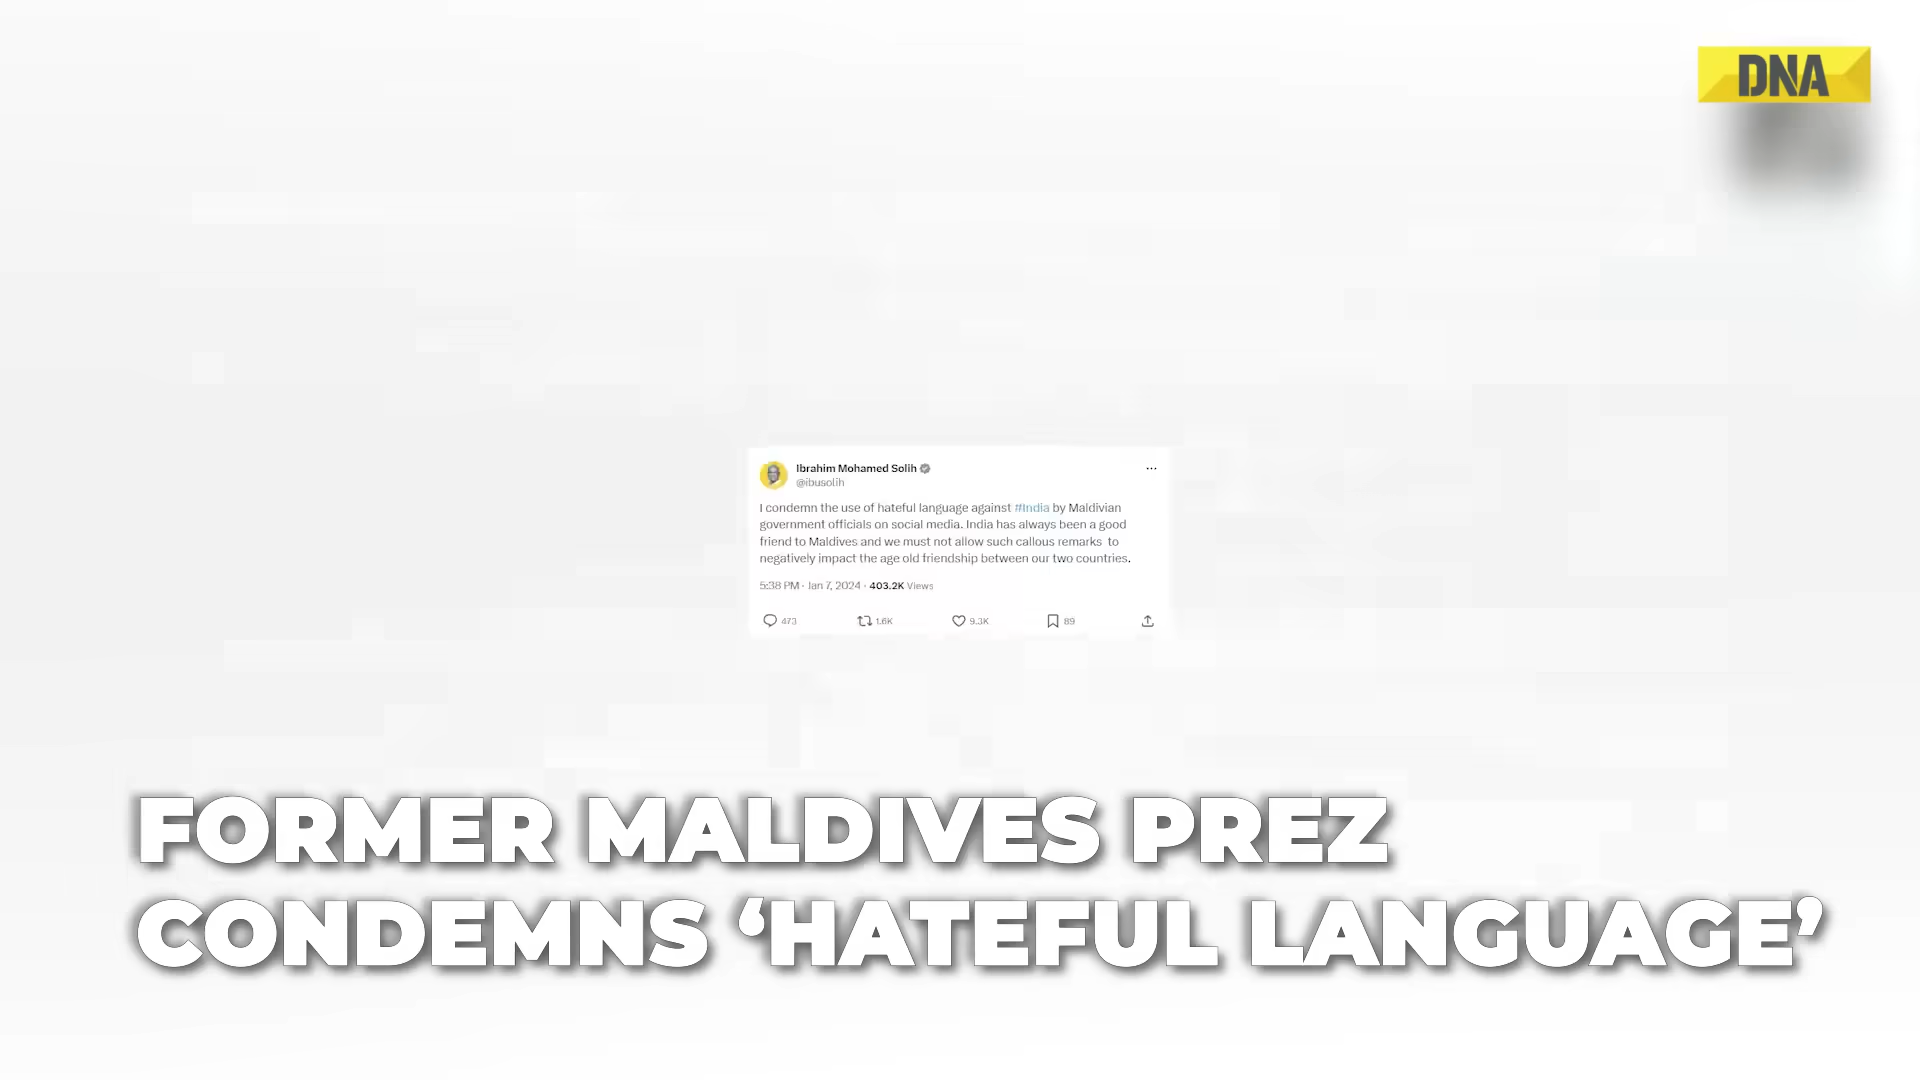 DNA
Ibrahim Mohamed Solih
@ibusolih
I condemn the use of hateful language against #India by Maldivian
government officials on social media. India has always been a good
friend to Maldives and we must not allow such callous remarks to
negatively impact the age old friendship between our two countries.
5:38 PM · Jan 7, 2024 · 403.2K Views
473 1.6K 9.3K 89
FORMER MALDIVES PREZ
CONDEMNS ‘HATEFUL LANGUAGE’